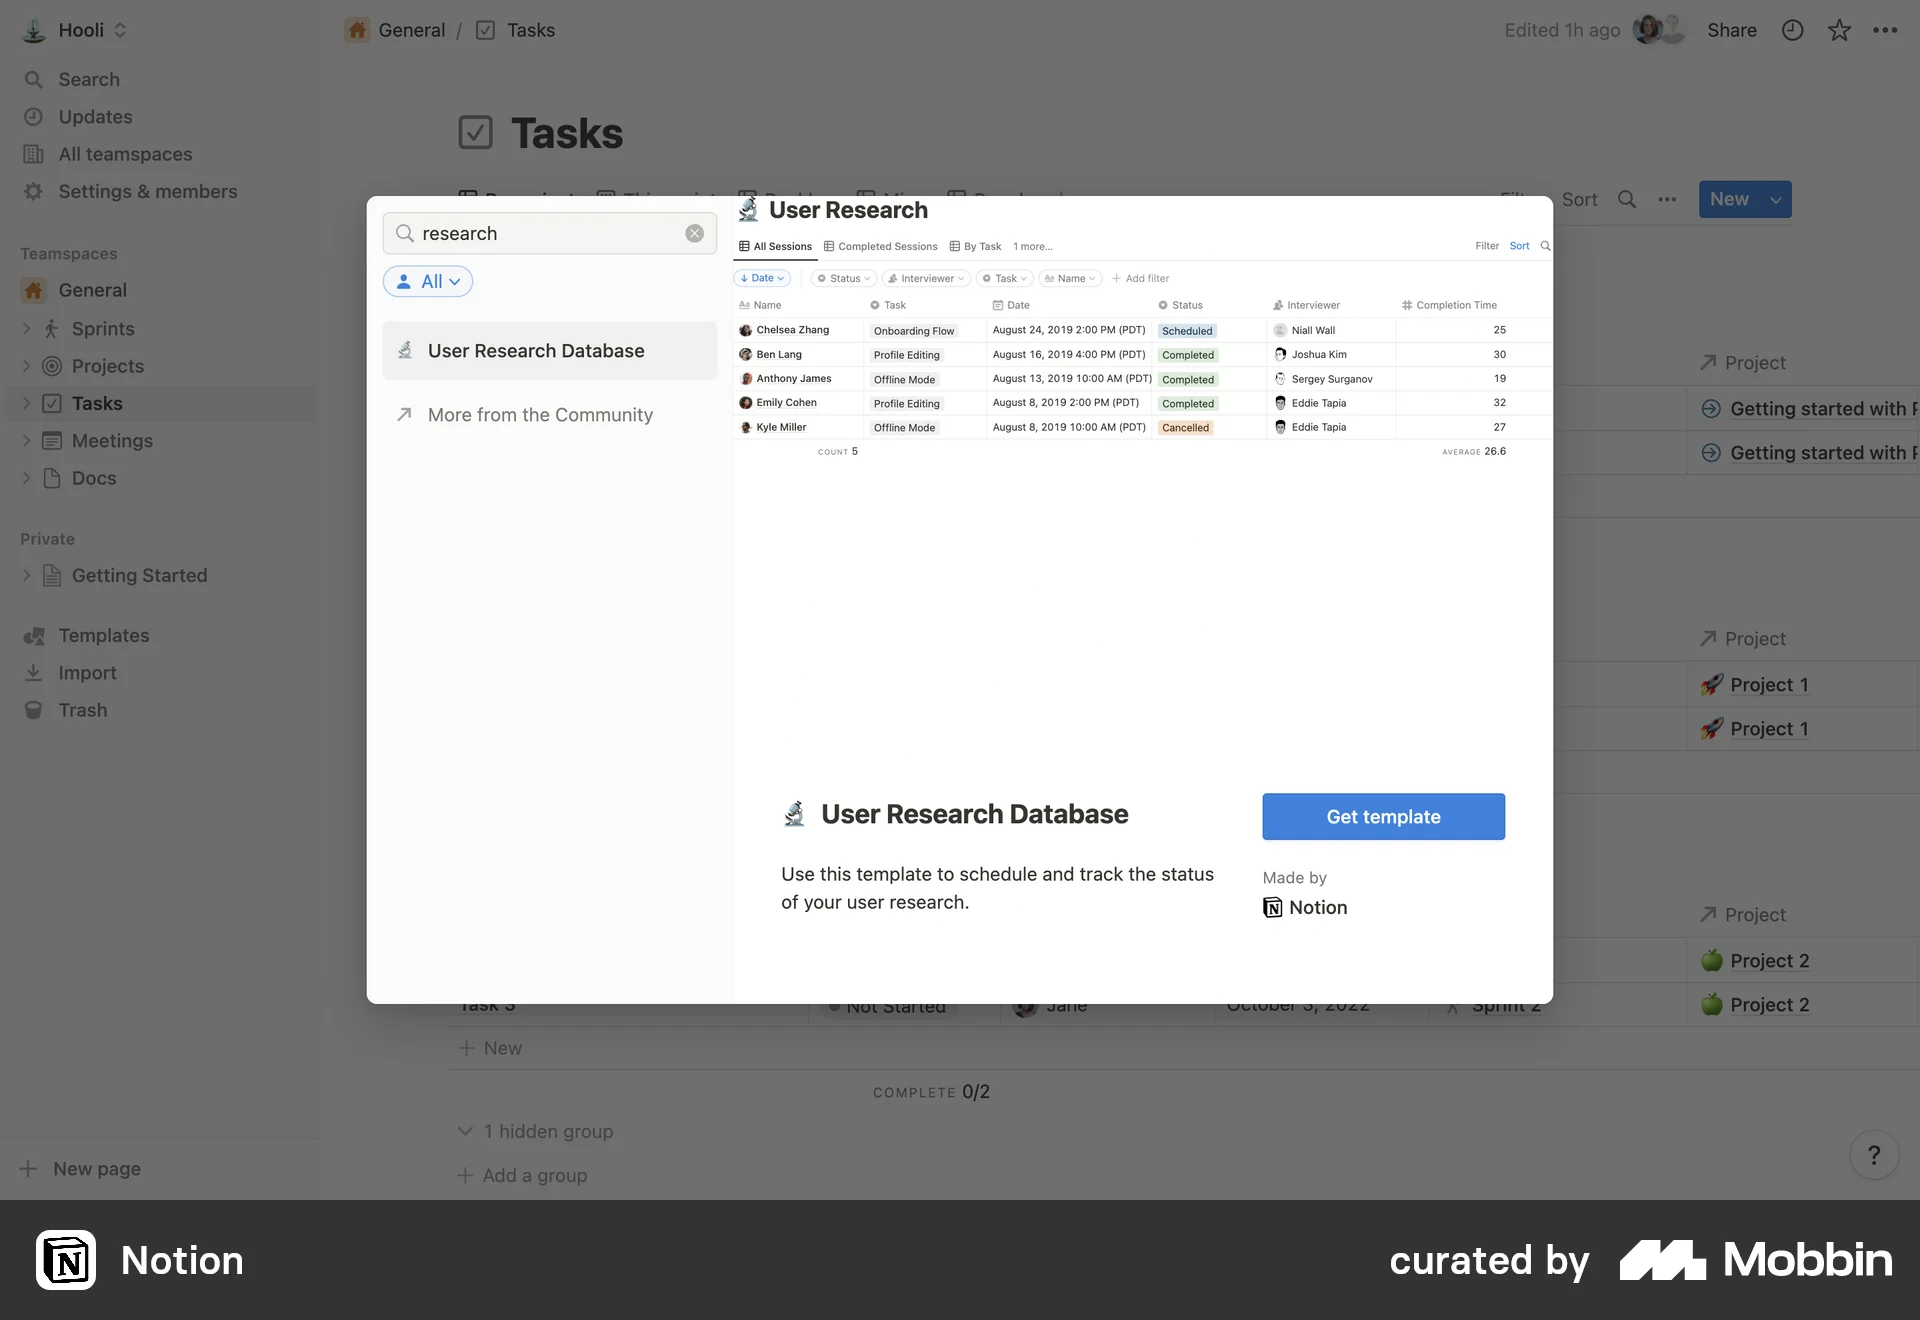 Hooli
Search
Updates
All teamspaces
Settings & members
Teamspaces
General
Sprints
Projects
Tasks
Meetings
Docs
Private
Getting Started
Templates
Import
Trash
New page
General / Tasks
Edited 1h ago
Share
Tasks
Sort
New
research
All
User Research Database
More from the Community
User Research
All Sessions Completed Sessions By Task 1 more...
Filter Sort
Date Status Interviewer Task Name Add filter
Name Task Date Status Interviewer Completion Time
Chelsea Zhang Onboarding Flow August 24, 2019 2:00 PM (PDT) Scheduled Niall Wall 25
Ben Lang Profile Editing August 16, 2019 4:00 PM (PDT) Completed Joshua Kim 30
Anthony James Offline Mode August 13, 2019 10:00 AM (PDT) Completed Sergey Surganov 19
Emily Cohen Profile Editing August 8, 2019 2:00 PM (PDT) Completed Eddie Tapia 32
Kyle Miller Offline Mode August 8, 2019 10:00 AM (PDT) Cancelled Eddie Tapia 27
COUNT 5 AVERAGE 26.6
User Research Database
Use this template to schedule and track the status
of your user research.
Get template
Made by
Notion
Project
Getting started with
Getting started with
Project
Project 1
Project 1
Project
Project 2
Task 3 Not Started Jane October 3, 2022 Sprint 2 Project 2
New
COMPLETE 0/2
1 hidden group
Add a group
?
Notion
curated by Mobbin